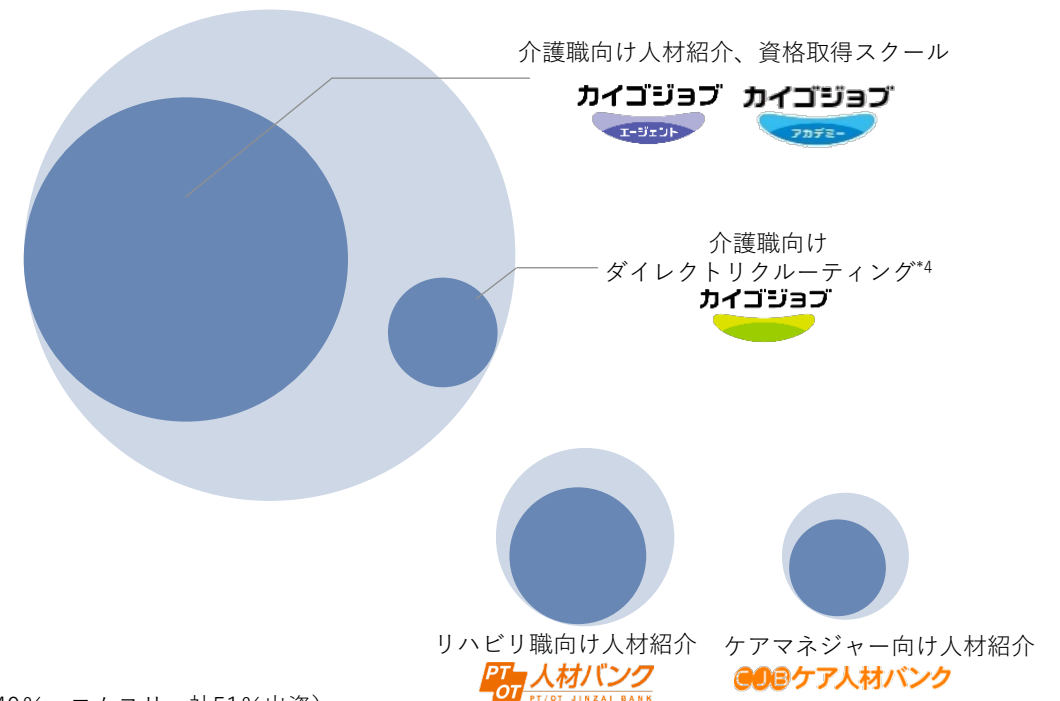 介護職向け人材紹介、資格取得スクール
カイゴジョブ カイゴジョブ
エージェント アカデミー
介護職向け
ダイレクトリクルーティング*4
カイゴジョブ
リハビリ職向け人材紹介 ケアマネジャー向け人材紹介
PT OT 人材バンク CJBケア人材バンク
PT/OT JINZAI BANK